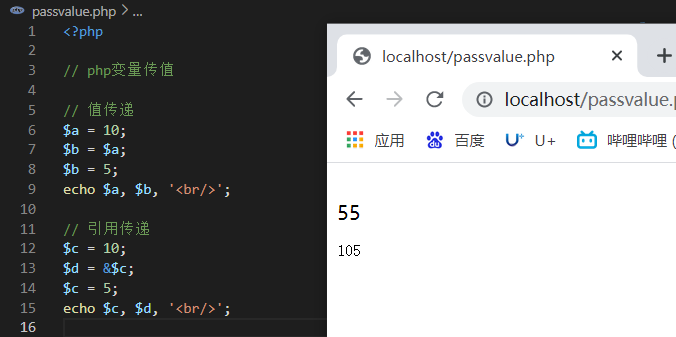 passvalue.php > ...
1 <?php
2
3 // php变量传值
4
5 // 值传递
6 $a = 10;
7 $b = $a;
8 $b = 5;
9 echo $a, $b, '<br/>';
10
11 // 引用传递
12 $c = 10;
13 $d = &$c;
14 $c = 5;
15 echo $c, $d, '<br/>';
16
localhost/passvalue.php
localhost/passvalue.
应用 du 百度 U+ U+ 哔哩哔哩 (
55
105